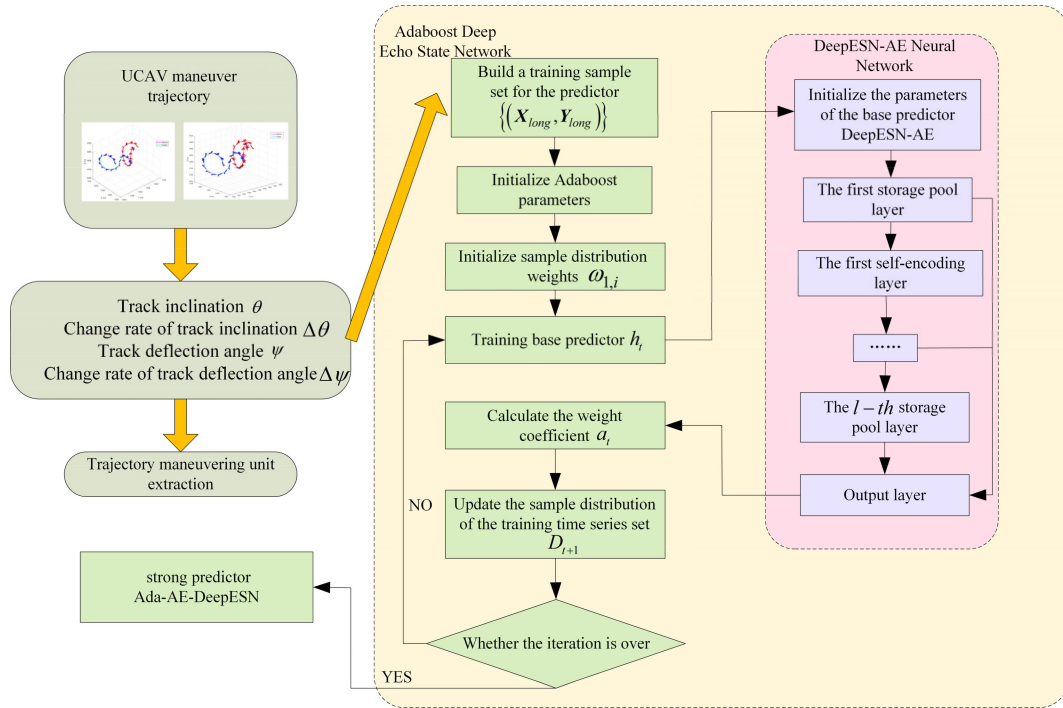 UCAV maneuver
trajectory
Track inclination θ
Change rate of track inclination Δθ
Track deflection angle ψ
Change rate of track deflection angle Δψ
Trajectory maneuvering unit
extraction
strong predictor
Ada-AE-DeepESN
Adaboost Deep
Echo State Network
Build a training sample
set for the predictor
{(X_long, Y_long)}
Initialize Adaboost
parameters
Initialize sample distribution
weights ω_{1,i}
Training base predictor h_t
Calculate the weight
coefficient a_t
Update the sample distribution
of the training time series set
D_{t+1}
Whether the iteration is over
NO
YES
DeepESN-AE Neural
Network
Initialize the parameters
of the base predictor
DeepESN-AE
The first storage pool
layer
The first self-encoding
layer
······
The l-th storage
pool layer
Output layer